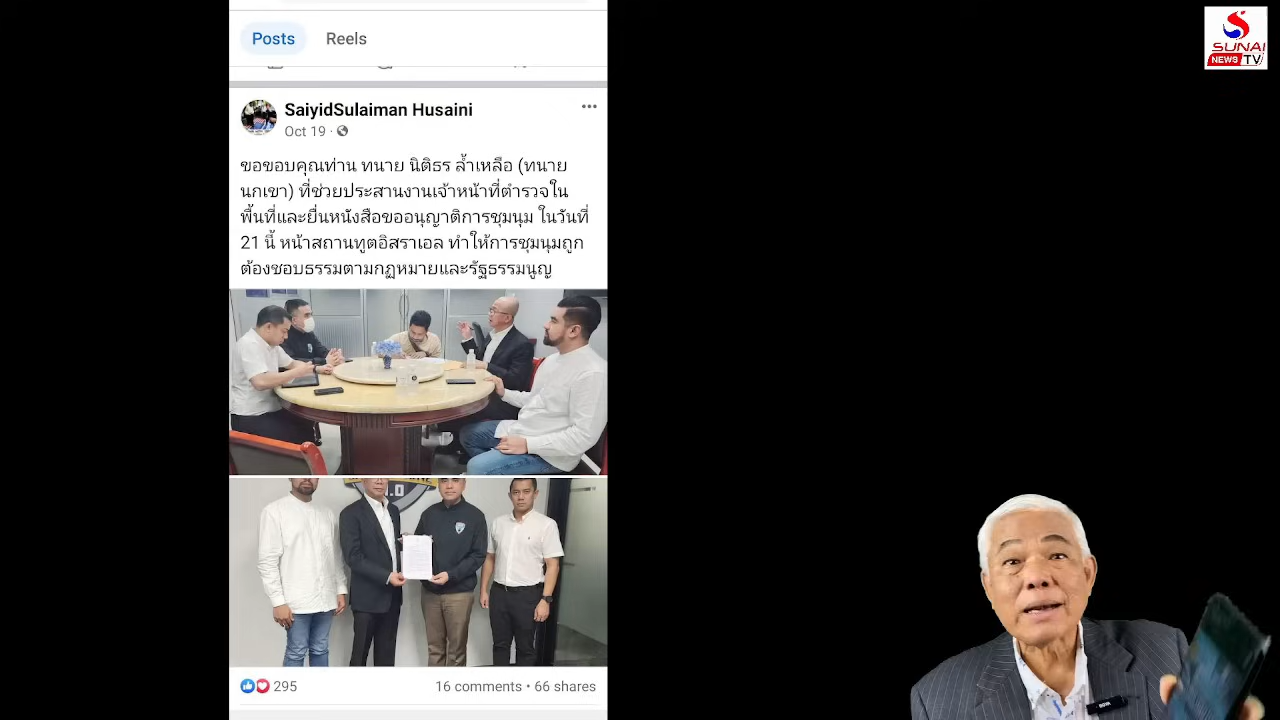 Posts Reels
SUNAI
NEWS TV
SaiyidSulaiman Husaini
Oct 19 ·
ขอขอบคุณท่าน ทนาย นิติธร ล้ำเหลือ (ทนาย
นกเขา) ที่ช่วยประสานงานเจ้าหน้าที่ตำรวจใน
พื้นที่และยื่นหนังสือขออนุญาติการชุมนุม ในวันที่
21 นี้ หน้าสถานทูตอิสราเอล ทำให้การชุมนุมถูก
ต้องชอบธรรมตามกฏหมายและรัฐธรรมนูญ
295 16 comments • 66 shares